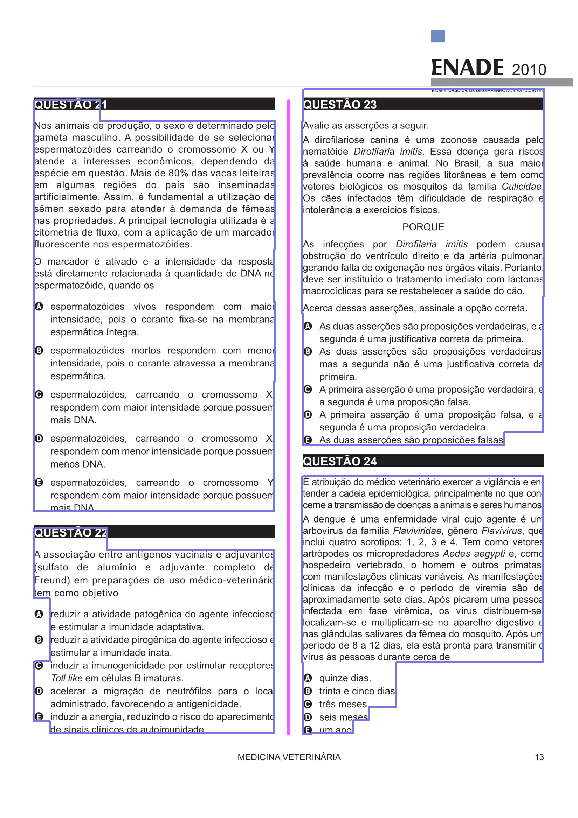 ENADE 2010
QUESTÃO 21
Nos animais de produção, o sexo é determinado pelo
gameta masculino. A possibilidade de se selecionar
espermatozóides carreando o cromossomo X ou Y
atende a interesses econômicos, dependendo da
espécie em questão. Mais de 80% das vacas leiteiras
em algumas regiões do país são inseminadas
artificialmente. Assim, é fundamental a utilização de
sêmen sexado para atender à demanda de fêmeas
nas propriedades. A principal tecnologia utilizada é a
citometria de fluxo, com a aplicação de um marcador
fluorescente nos espermatozóides.
O marcador é ativado e a intensidade da resposta
está diretamente relacionada à quantidade de DNA no
espermatozóide, quando os
A espermatozóides vivos respondem com maior
intensidade, pois o corante fixa-se na membrana
espermática íntegra.
B espermatozóides mortos respondem com menor
intensidade, pois o corante atravessa a membrana
espermática.
C espermatozóides, carreando o cromossomo X,
respondem com maior intensidade porque possuem
mais DNA.
D espermatozóides, carreando o cromossomo X,
respondem com menor intensidade porque possuem
menos DNA.
E espermatozóides, carreando o cromossomo Y,
respondem com maior intensidade porque possuem
mais DNA.
QUESTÃO 22
A associação entre antígenos vacinais e adjuvantes
(sulfato de alumínio e adjuvante completo de
Freund) em preparações de uso médico-veterinário
tem como objetivo
A reduzir a atividade patogênica do agente infeccioso
e estimular a imunidade adaptativa.
B reduzir a atividade pirogênica do agente infeccioso e
estimular a imunidade inata.
C induzir a imunogenicidade por estimular receptores
Toll like em células B imaturas.
D acelerar a migração de neutrófilos para o local
administrado, favorecendo a antigenicidade.
E induzir a anergia, reduzindo o risco do aparecimento
de sinais clínicos de autoimunidade.
QUESTÃO 23
Avalie as asserções a seguir.
A dirofilariose canina é uma zoonose causada pelo
nematóide Dirofilaria imitis. Essa doença gera riscos
à saúde humana e animal. No Brasil, a sua maior
prevalência ocorre nas regiões litorâneas e tem como
vetores biológicos os mosquitos da família Culicidae.
Os cães infectados têm dificuldade de respiração e
intolerância a exercícios físicos.
PORQUE
As infecções por Dirofilaria imitis podem causar
obstrução do ventrículo direito e da artéria pulmonar,
gerando falta de oxigenação nos órgãos vitais. Portanto,
deve ser instituído o tratamento imediato com lactonas
macrocíclicas para se restabelecer a saúde do cão.
Acerca dessas asserções, assinale a opção correta.
A As duas asserções são proposições verdadeiras, e a
segunda é uma justificativa correta da primeira.
B As duas asserções são proposições verdadeiras,
mas a segunda não é uma justificativa correta da
primeira.
C A primeira asserção é uma proposição verdadeira, e
a segunda é uma proposição falsa.
D A primeira asserção é uma proposição falsa, e a
segunda é uma proposição verdadeira.
E As duas asserções são proposições falsas.
QUESTÃO 24
É atribuição do médico veterinário exercer a vigilância e en-
tender a cadeia epidemiológica, principalmente no que con-
cerne a transmissão de doenças a animais e seres humanos.
A dengue é uma enfermidade viral cujo agente é um
arbovírus da família Flaviviridae, gênero Flavivirus, que
inclui quatro sorotipos: 1, 2, 3 e 4. Tem como vetores
artrópodes os micropredadores Aedes aegypti e, como
hospedeiro vertebrado, o homem e outros primatas,
com manifestações clínicas variáveis. As manifestações
clínicas da infecção e o período de viremia são de
aproximadamente sete dias. Após picarem uma pessoa
infectada em fase virêmica, os vírus distribuem-se,
localizam-se e multiplicam-se no aparelho digestivo e
nas glândulas salivares da fêmea do mosquito. Após um
período de 8 a 12 dias, ela está pronta para transmitir o
vírus às pessoas durante cerca de
A quinze dias.
B trinta e cinco dias.
C três meses.
D seis meses.
E um ano.
MEDICINA VETERINÁRIA 13